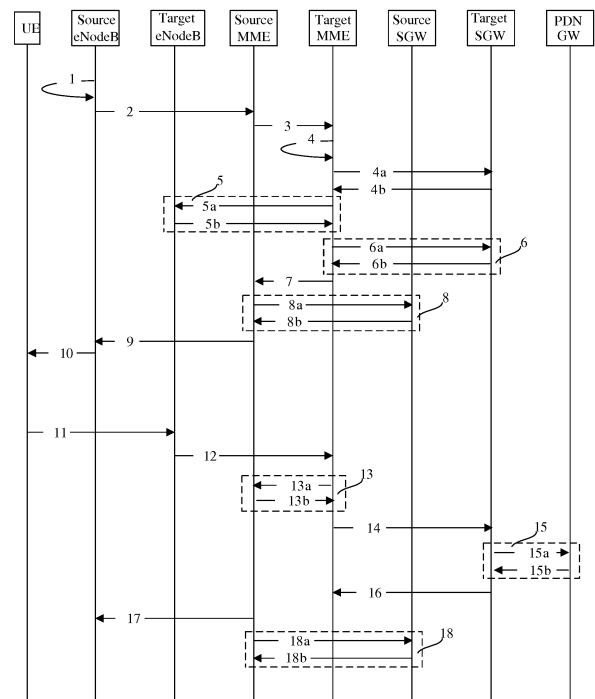 UE
Source
eNodeB
Target
eNodeB
Source
MME
Target
MME
Source
SGW
Target
SGW
PDN
GW
1
2
3
4
4a
4b
5
5a
5b
6a
6b
6
7
8a
8b
8
9
10
11
12
13
13a
13b
14
15
15a
15b
16
17
18a
18b
18